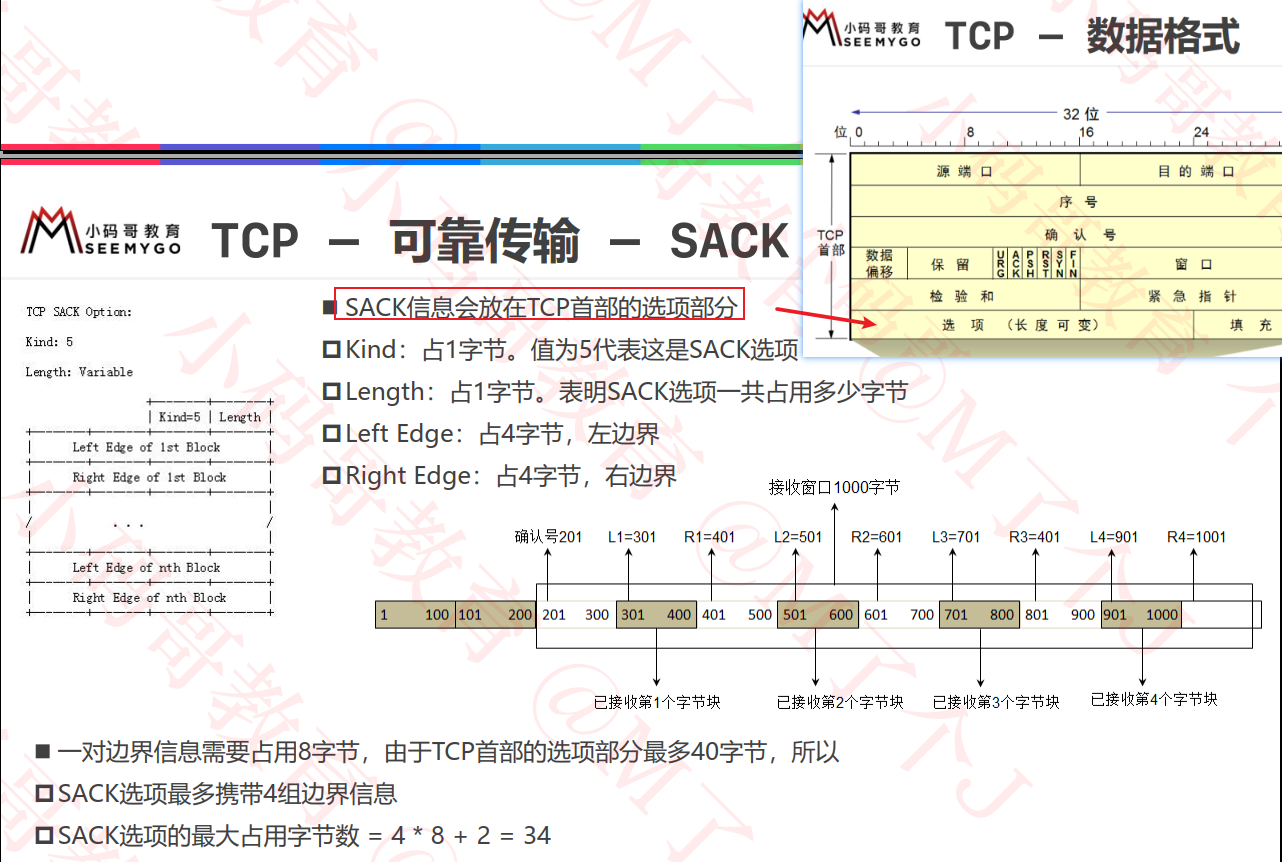 小码哥教育
SEEMYGO
TCP – 数据格式
32 位
位 0 8 16 24
源 端 口 目 的 端 口
序 号
TCP
首部
确 认 号
数据
偏移
保 留
URG ACK PSH RST SYN FIN
窗 口
检 验 和 紧 急 指 针
选 项 （长 度 可 变） 填 充
小码哥教育
SEEMYGO
TCP – 可靠传输 – SACK
TCP SACK Option:
Kind: 5
Length: Variable
Kind=5 Length
Left Edge of 1st Block
Right Edge of 1st Block
/ . . . /
Left Edge of nth Block
Right Edge of nth Block
SACK信息会放在TCP首部的选项部分
Kind：占1字节。值为5代表这是SACK选项
Length：占1字节。表明SACK选项一共占用多少字节
Left Edge：占4字节，左边界
Right Edge：占4字节，右边界
接收窗口1000字节
确认号201 L1=301 R1=401 L2=501 R2=601 L3=701 R3=401 L4=901 R4=1001
1 100 101 200 201 300 301 400 401 500 501 600 601 700 701 800 801 900 901 1000
已接收第1个字节块 已接收第2个字节块 已接收第3个字节块 已接收第4个字节块
一对边界信息需要占用8字节，由于TCP首部的选项部分最多40字节，所以
SACK选项最多携带4组边界信息
SACK选项的最大占用字节数 = 4 * 8 + 2 = 34
小码哥教育 @M了个J